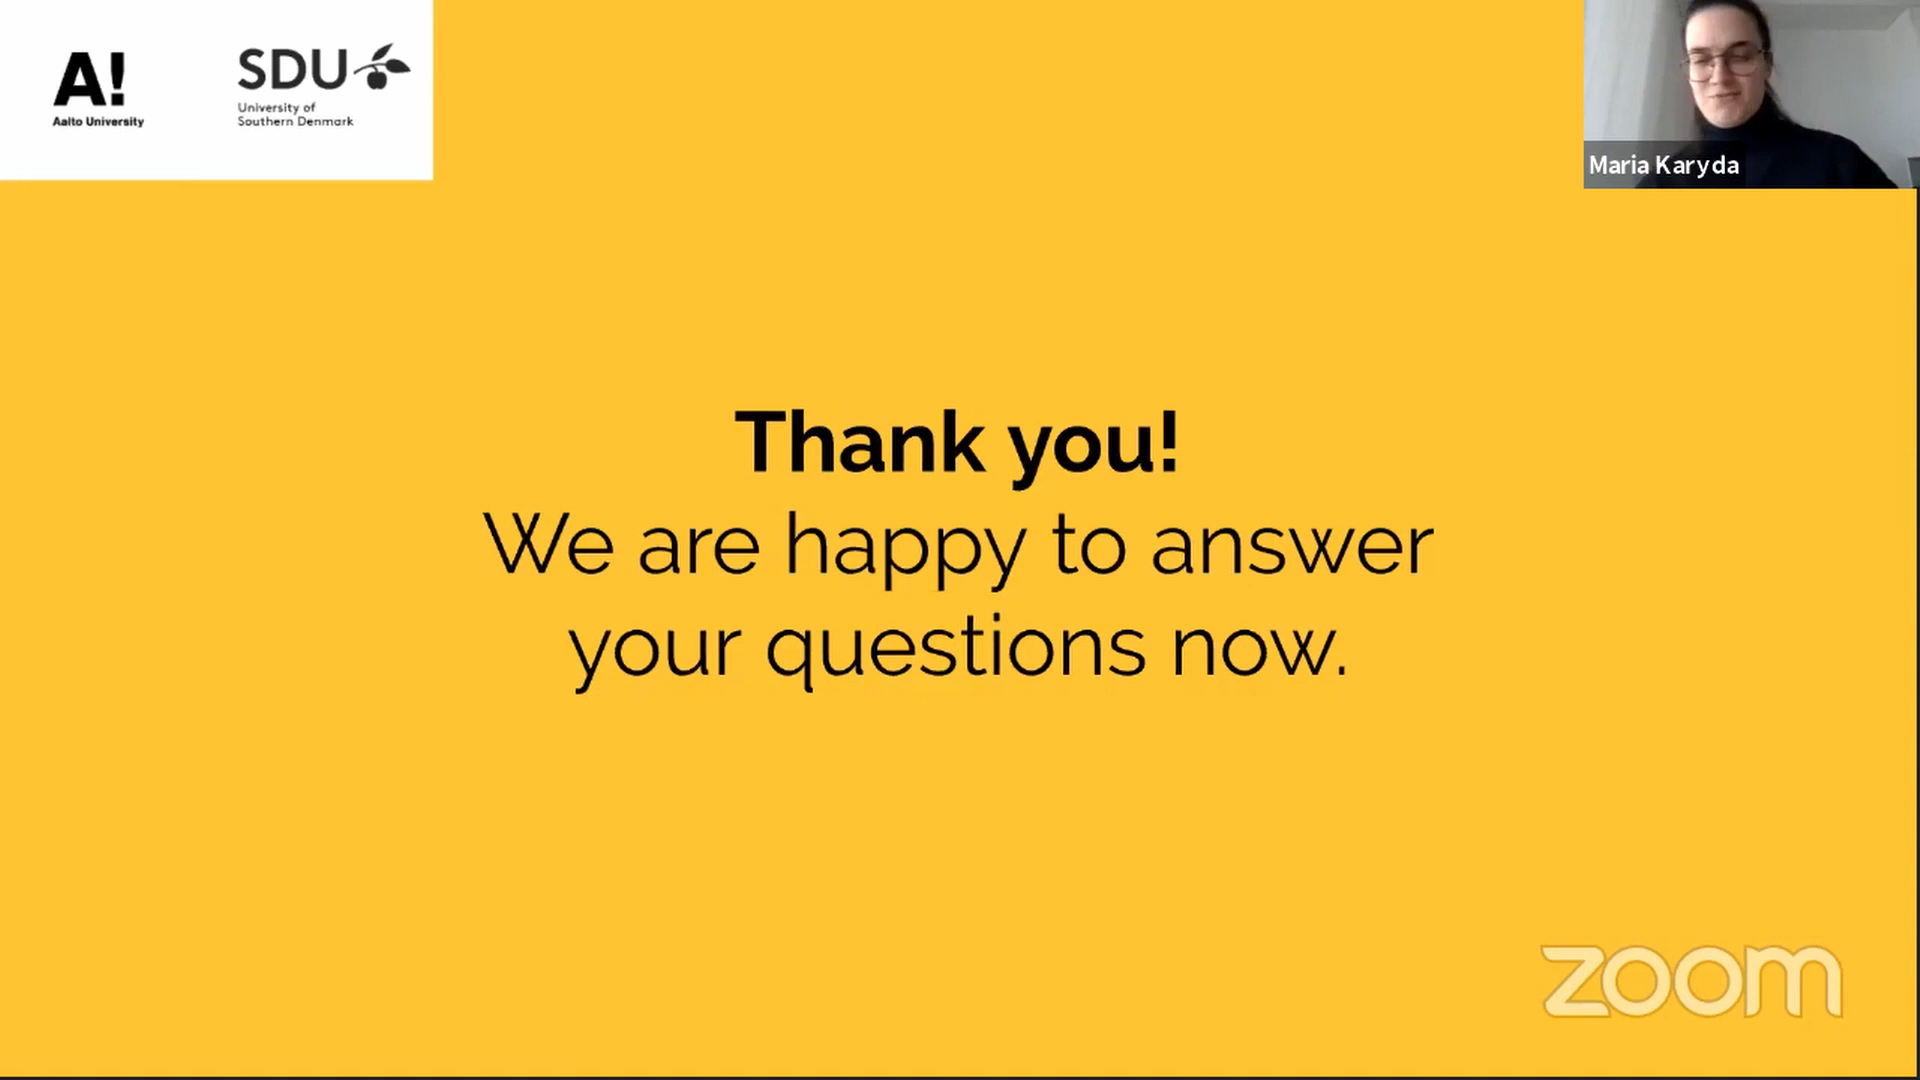 A!
Aalto University
SDU
University of
Southern Denmark
Maria Karyda
Thank you!
We are happy to answer
your questions now.
zoom